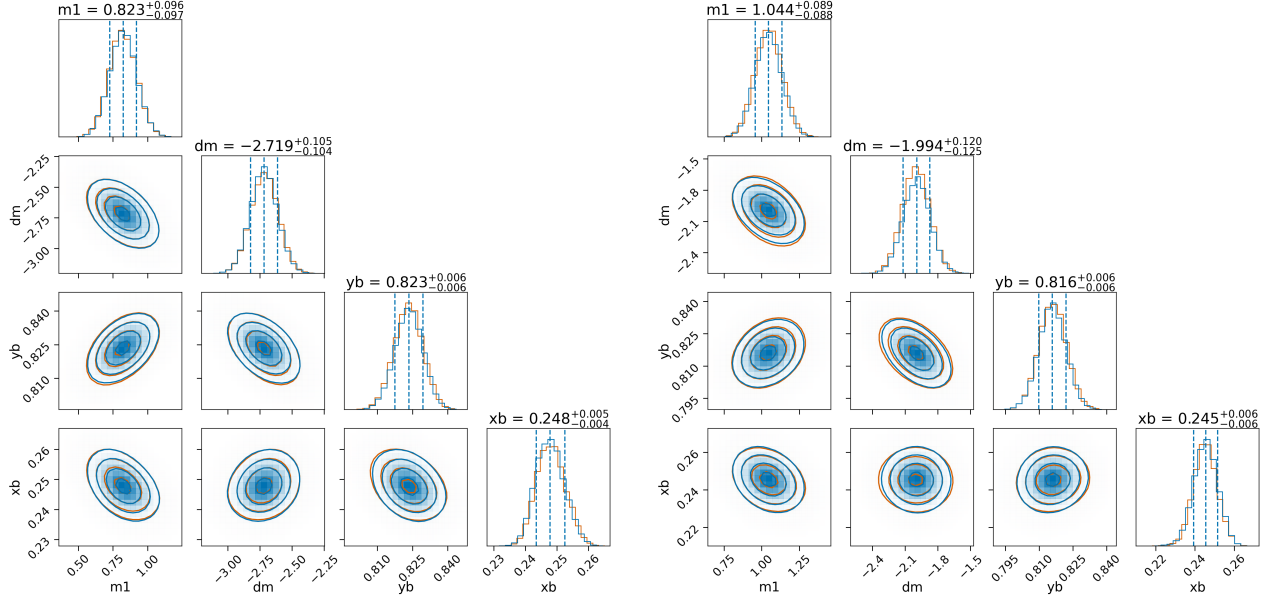 m1 = 0.823+0.096 −0.097
m1 = 1.044+0.089 −0.088
dm = −2.719+0.105 −0.104
dm = −1.994+0.120 −0.125
yb = 0.823+0.006 −0.006
yb = 0.816+0.006 −0.006
xb = 0.248+0.005 −0.004
xb = 0.245+0.006 −0.006
dm
−2.25
−2.50
−2.75
−3.00
yb
0.840
0.825
0.810
xb
0.26
0.25
0.24
0.23
0.50 0.75 1.00
m1
−3.00 −2.75 −2.50 −2.25
dm
0.810 0.825 0.840
yb
0.23 0.24 0.25 0.26
xb
dm
−1.5
−1.8
−2.1
−2.4
yb
0.840
0.825
0.810
0.795
xb
0.26
0.24
0.22
0.75 1.00 1.25
m1
−2.4 −2.1 −1.8 −1.5
dm
0.795 0.810 0.825 0.840
yb
0.22 0.24 0.26
xb